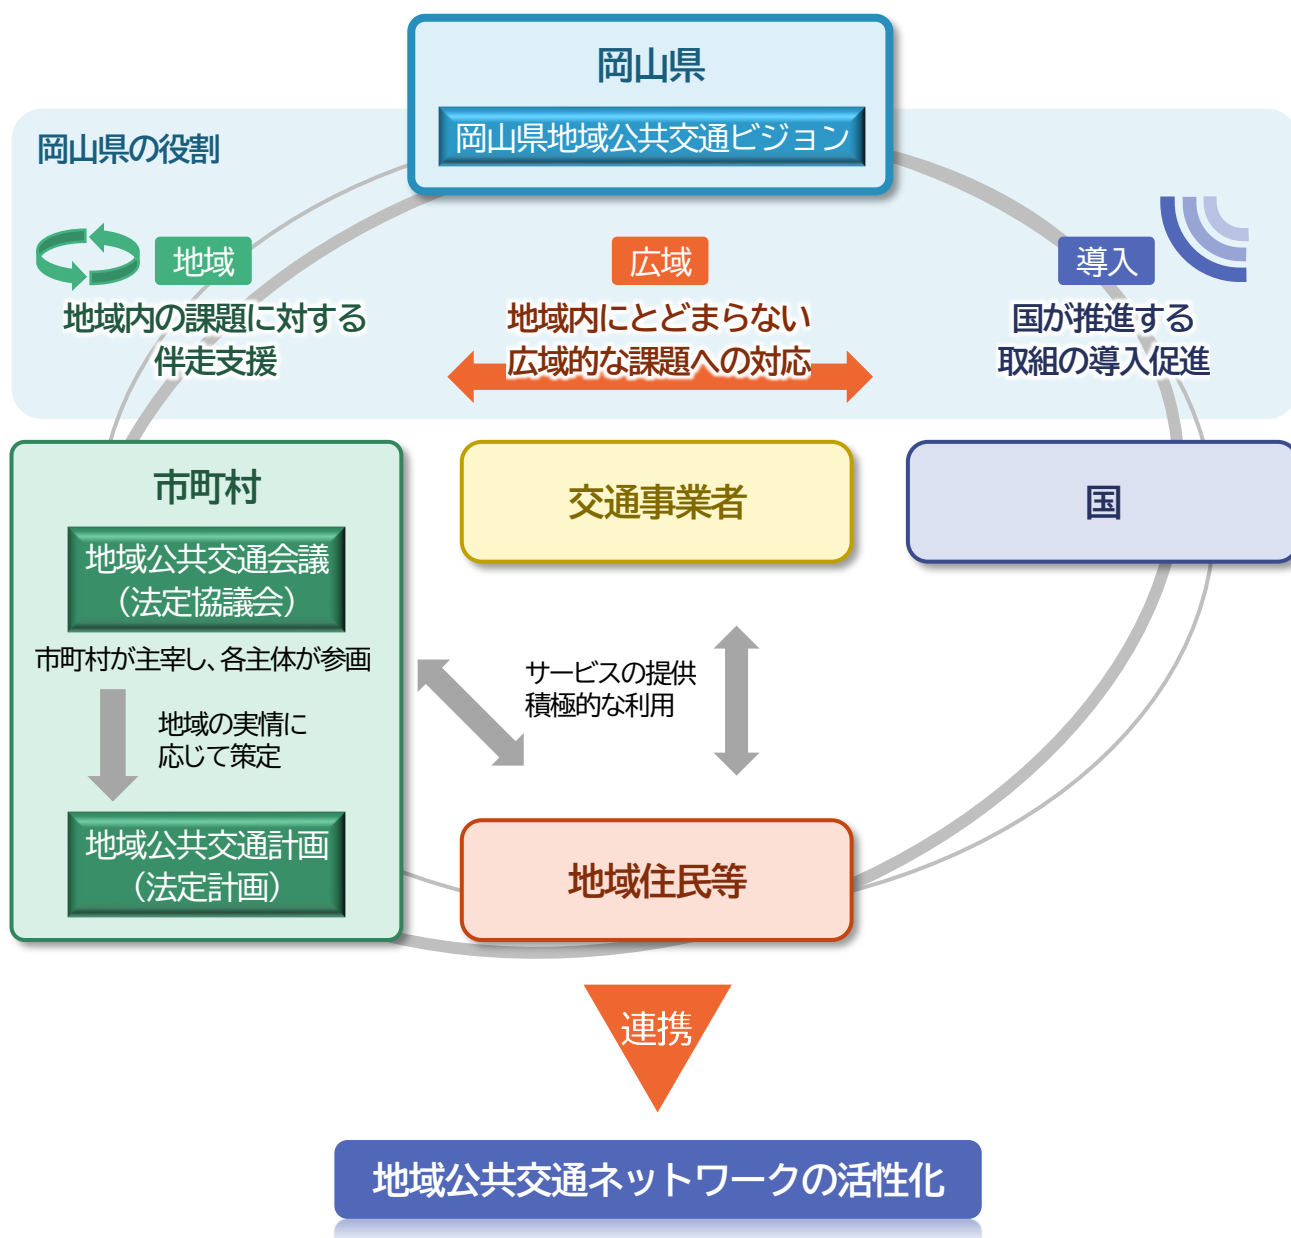 岡山県
岡山県地域公共交通ビジョン
岡山県の役割
地域
地域内の課題に対する
伴走支援
広域
地域内にとどまらない
広域的な課題への対応
導入
国が推進する
取組の導入促進
市町村
地域公共交通会議
（法定協議会）
市町村が主宰し、各主体が参画
地域の実情に
応じて策定
地域公共交通計画
（法定計画）
交通事業者
国
サービスの提供
積極的な利用
地域住民等
連携
地域公共交通ネットワークの活性化